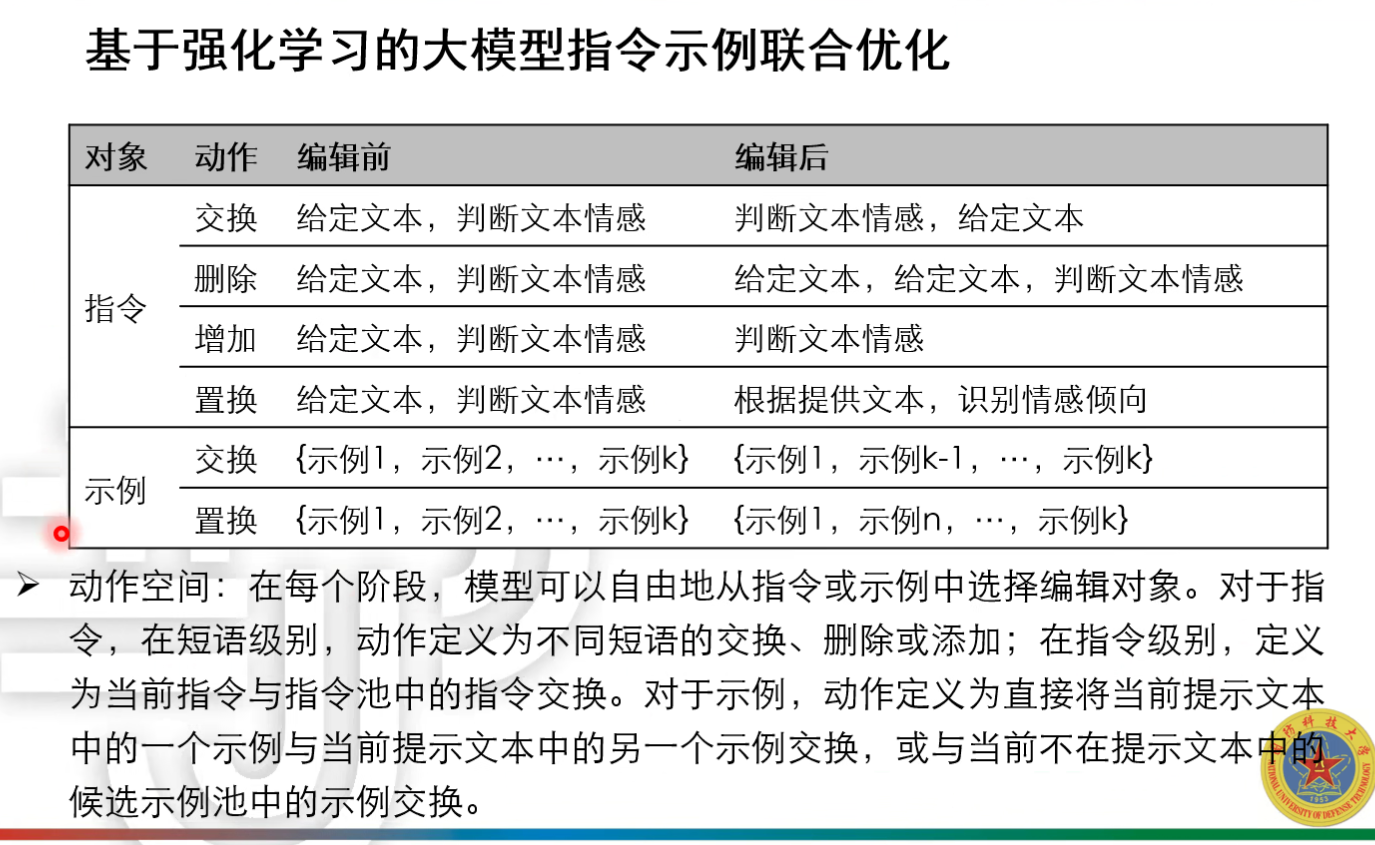 基于强化学习的大模型指令示例联合优化
对象 动作 编辑前 编辑后
指令
交换 给定文本，判断文本情感 判断文本情感，给定文本
删除 给定文本，判断文本情感 给定文本，给定文本，判断文本情感
增加 给定文本，判断文本情感 判断文本情感
置换 给定文本，判断文本情感 根据提供文本，识别情感倾向
示例
交换 {示例1，示例2，…，示例k} {示例1，示例k-1，…，示例k}
置换 {示例1，示例2，…，示例k} {示例1，示例n，…，示例k}
➢ 动作空间：在每个阶段，模型可以自由地从指令或示例中选择编辑对象。对于指
令，在短语级别，动作定义为不同短语的交换、删除或添加；在指令级别，定义
为当前指令与指令池中的指令交换。对于示例，动作定义为直接将当前提示文本
中的一个示例与当前提示文本中的另一个示例交换，或与当前不在提示文本中的
候选示例池中的示例交换。
防科技大学
1953
NATIONAL UNIVERSITY OF DEFENSE TECHNOLOGY